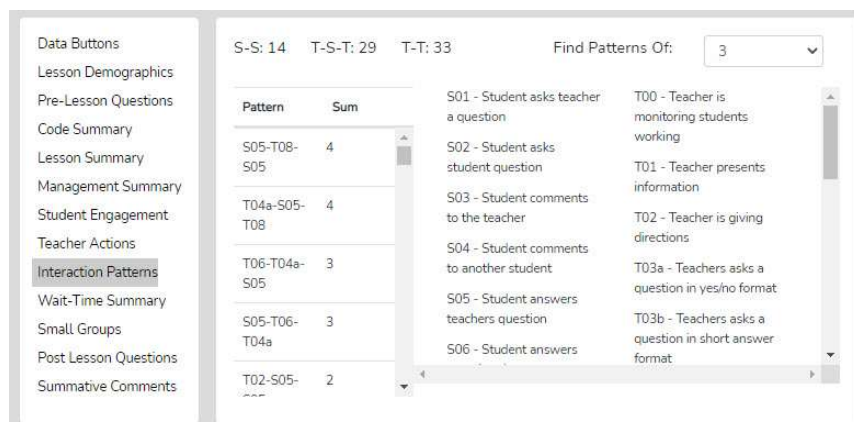 Data Buttons
Lesson Demographics
Pre-Lesson Questions
Code Summary
Lesson Summary
Management Summary
Student Engagement
Teacher Actions
Interaction Patterns
Wait-Time Summary
Small Groups
Post Lesson Questions
Summative Comments
S-S: 14 T-S-T: 29 T-T: 33 Find Patterns Of: 3
Pattern Sum
S05-T08- 4
S05
T04a-S05- 4
T08
T06-T04a- 3
S05
S05-T06- 3
T04a
T02-S05- 2
S01 - Student asks teacher
a question
S02 - Student asks
student question
S03 - Student comments
to the teacher
S04 - Student comments
to another student
S05 - Student answers
teachers question
S06 - Student answers
T00 - Teacher is
monitoring students
working
T01 - Teacher presents
information
T02 - Teacher is giving
directions
T03a - Teachers asks a
question in yes/no format
T03b - Teachers asks a
question in short answer
format